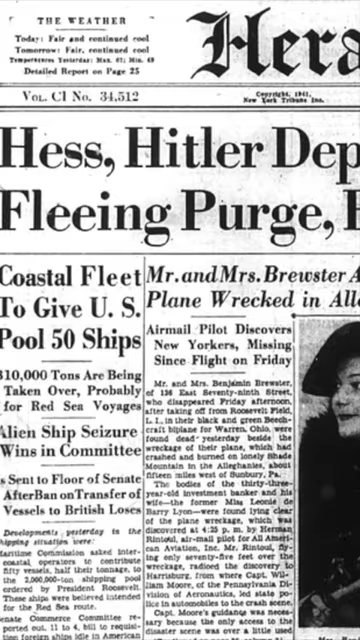 THE WEATHER
Today: Fair and continued cool
Tomorrow: Fair, continued cool
Temperatures Yesterday: Max. 67; Min. 49
Detailed Report on Page 25
Hera
VOL. CI No. 34,512
Copyright, 1941,
New York Tribune Inc.
Hess, Hitler Dep
Fleeing Purge,
Coastal Fleet
To Give U. S.
Pool 50 Ships
310,000 Tons Are Being
Taken Over, Probably
for Red Sea Voyages
Alien Ship Seizure
Wins in Committee
s Sent to Floor of Senate
After Ban on Transfer of
Vessels to British Loses
Developments yesterday in the
hipping situation were:
aritime Commission asked inter-
coastal operators to contribute
fifty vessels, half their tonnage, to
the 2,000,000-ton shipping pool
ordered by President Roosevelt.
These ships were believed intended
for the Red Sea route.
enate Commerce Committee re-
ported out, 11 to 4, bill to requisi-
tion foreign ships idle in American
Mr. and Mrs. Brewster
Plane Wrecked in All
Airmail Pilot Discovers
New Yorkers, Missing
Since Flight on Friday
Mr. and Mrs. Benjamin Brewster,
of 136 East Seventy-ninth Street,
who disappeared Friday afternoon,
after taking off from Roosevelt Field,
L. I., in their black and green Beech-
craft biplane for Warren, Ohio, were
found dead yesterday beside the
wreckage of their plane, which had
crashed and burned on lonely Shade
Mountain in the Alleghanies, about
fifteen miles west of Sunbury, Pa.
The bodies of the thirty-three-
year-old investment banker and his
wife—the former Miss Leonie de
Barry Lyon—were found lying clear
of the plane wreckage, which was
discovered at 4:25 p. m. by Herman
Rintoul, air-mail pilot for All Ameri-
can Aviation, Inc. Mr. Rintoul, fly-
ing only seventy-five feet over the
wreckage, radioed the discovery to
Harrisburg, from where Capt. Wil-
liam Moore, of the Pennsylvania Di-
vision of Aeronautics, led state po-
lice in automobiles to the crash scene.
Capt. Moore's guidance was neces-
sary because the only access to the
disaster scene was over a little used